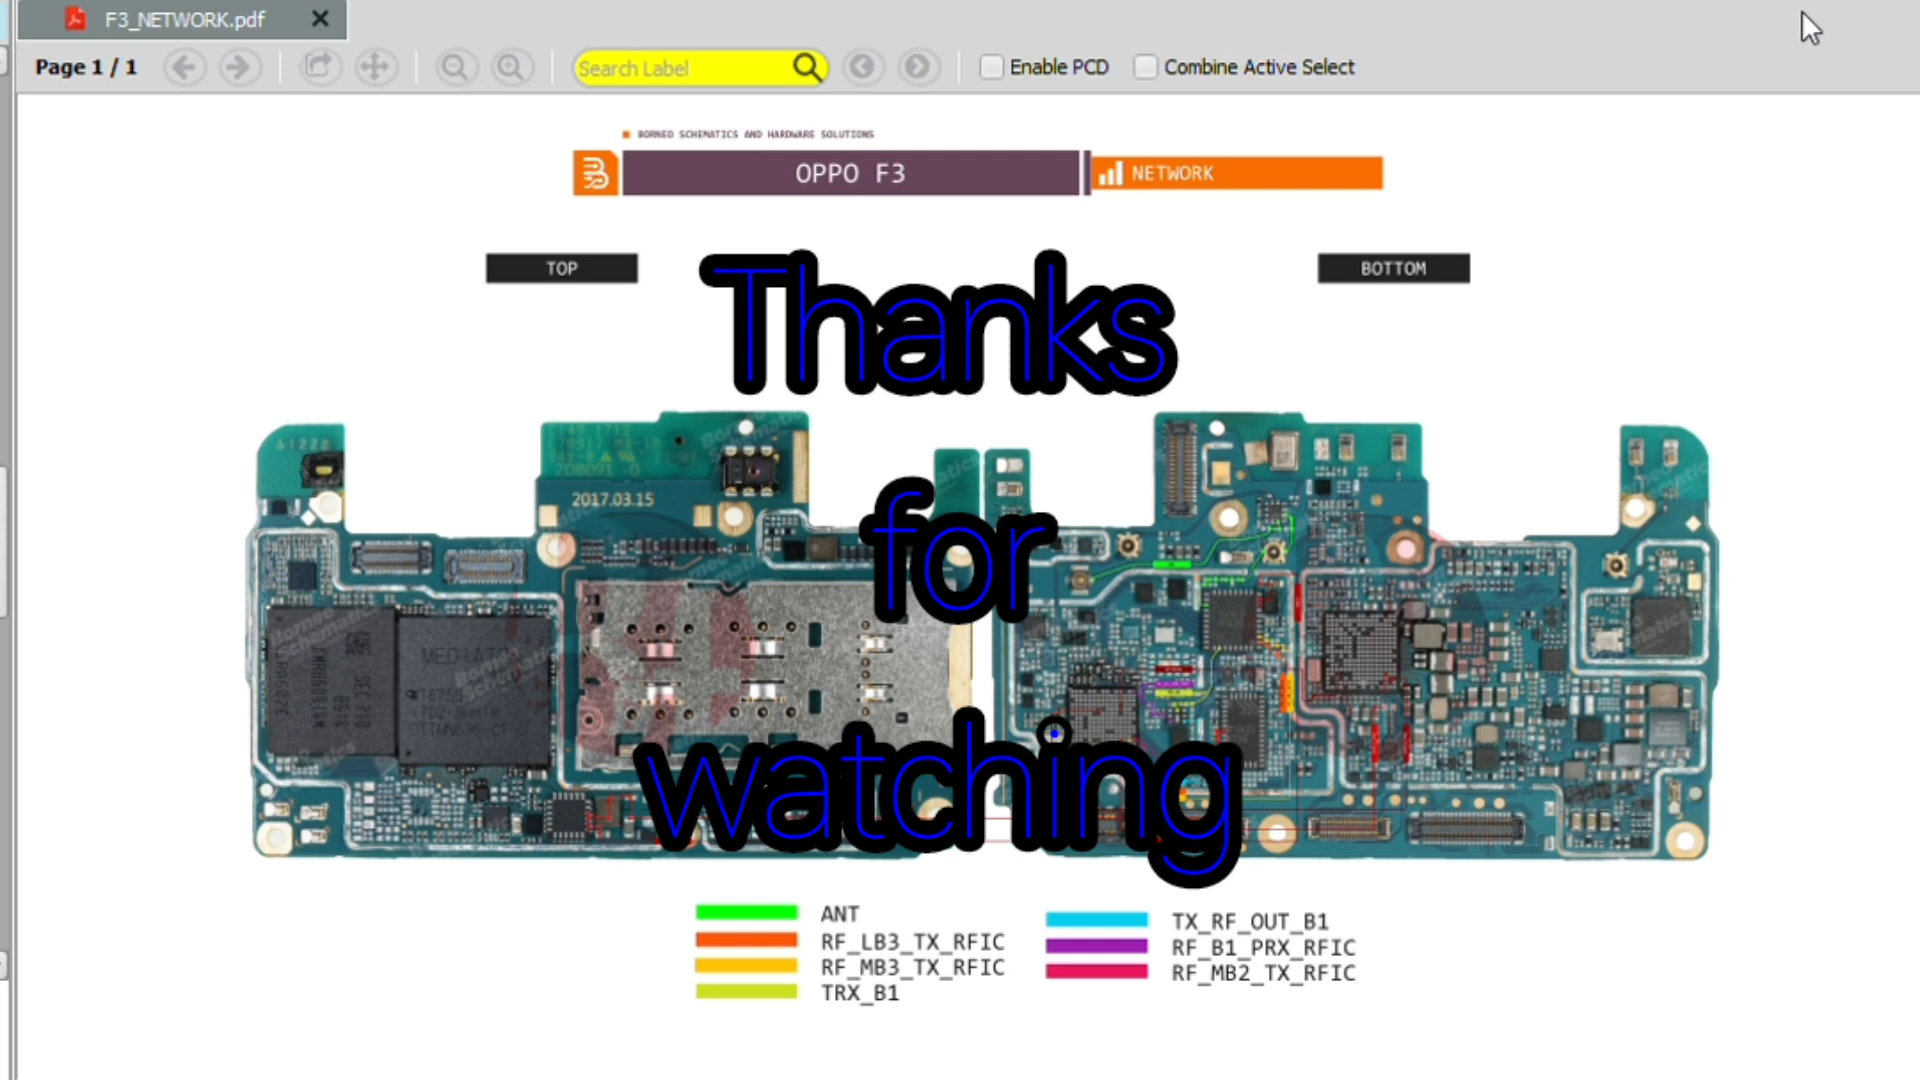 F3_NETWORK.pdf
Page 1 / 1
Search Label
Enable PCD
Combine Active Select
BORNEO SCHEMATICS AND HARDWARE SOLUTIONS
OPPO F3
NETWORK
TOP
BOTTOM
Thanks
for
watching
61220
2017.03.15
ANT
RF_LB3_TX_RFIC
RF_MB3_TX_RFIC
TRX_B1
TX_RF_OUT_B1
RF_B1_PRX_RFIC
RF_MB2_TX_RFIC